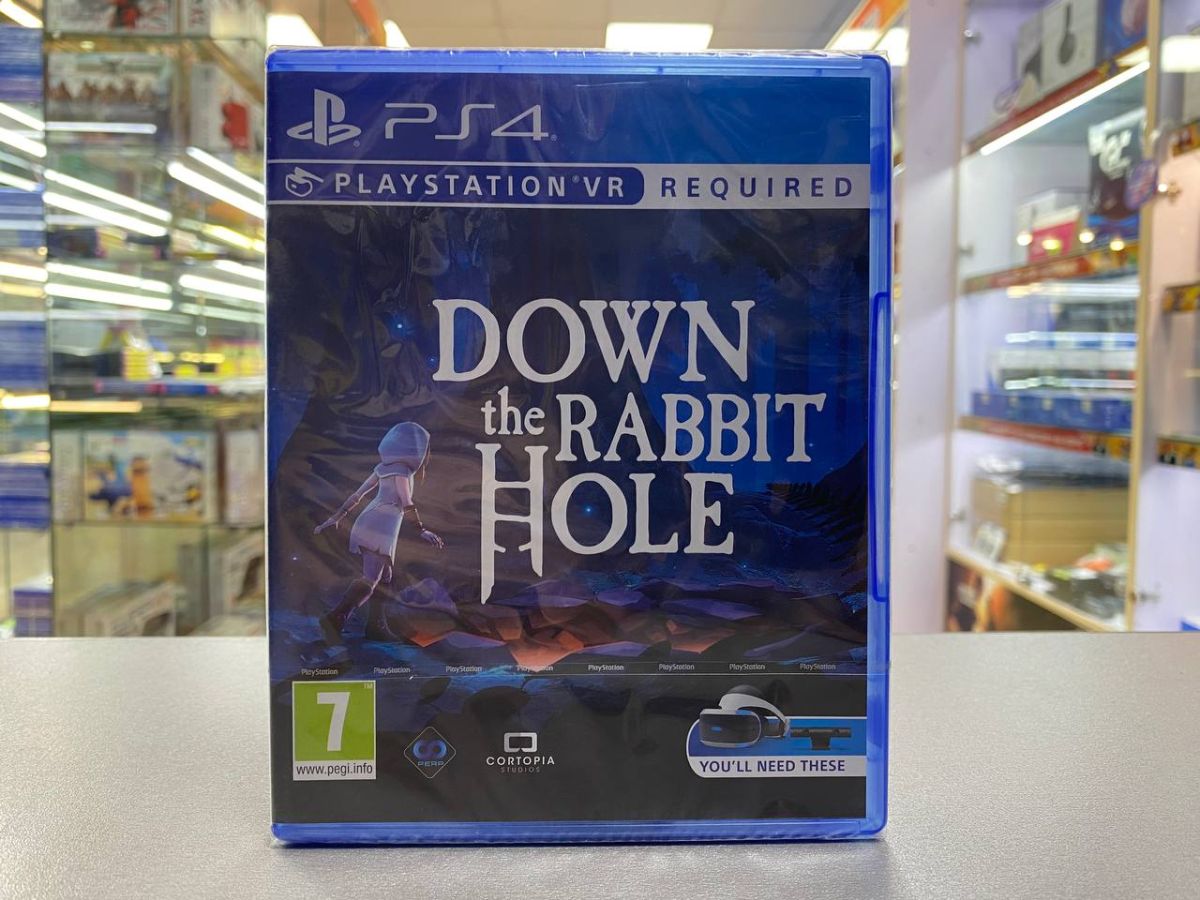 PS4
PLAYSTATION®VR REQUIRED
DOWN
the RABBIT
HOLE
PlayStation PlayStation PlayStation PlayStation PlayStation PlayStation PlayStation PlayStation
7
www.pegi.info
PERP
CORTOPIA
STUDIOS
YOU'LL NEED THESE